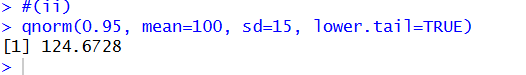 > #(ii)
> qnorm(0.95, mean=100, sd=15, lower.tail=TRUE)
[1] 124.6728
>